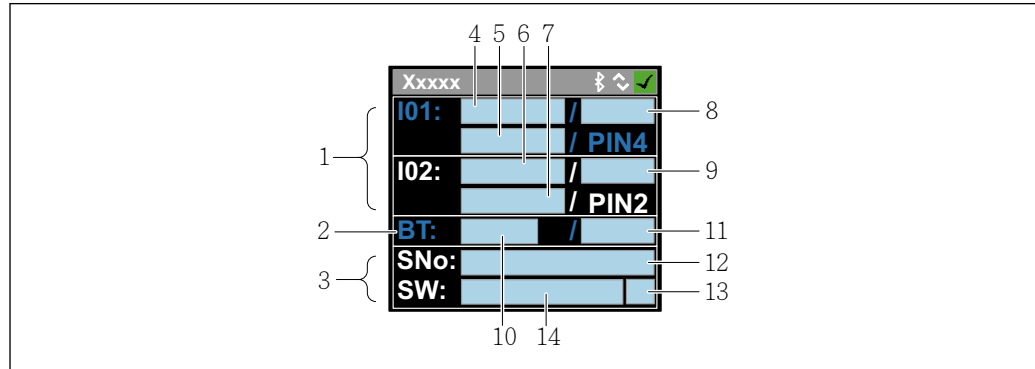 4 5 6 7
Xxxxx
I01: / 8
1 / PIN4
I02: / 9
/ PIN2
2 BT: / 11
SNo: 12
3
SW: 13
10 14